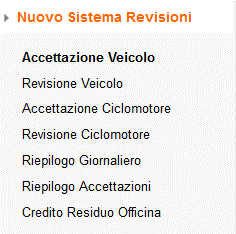 Nuovo Sistema Revisioni
Accettazione Veicolo
Revisione Veicolo
Accettazione Ciclomotore
Revisione Ciclomotore
Riepilogo Giornaliero
Riepilogo Accettazioni
Credito Residuo Officina